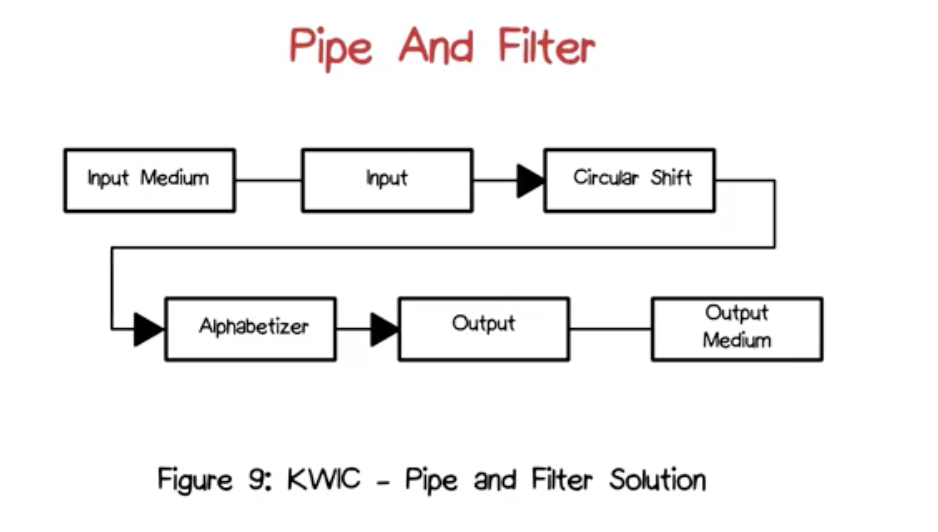 Pipe And Filter
Input Medium
Input
Circular Shift
Alphabetizer
Output
Output
Medium
Figure 9: KWIC - Pipe and Filter Solution